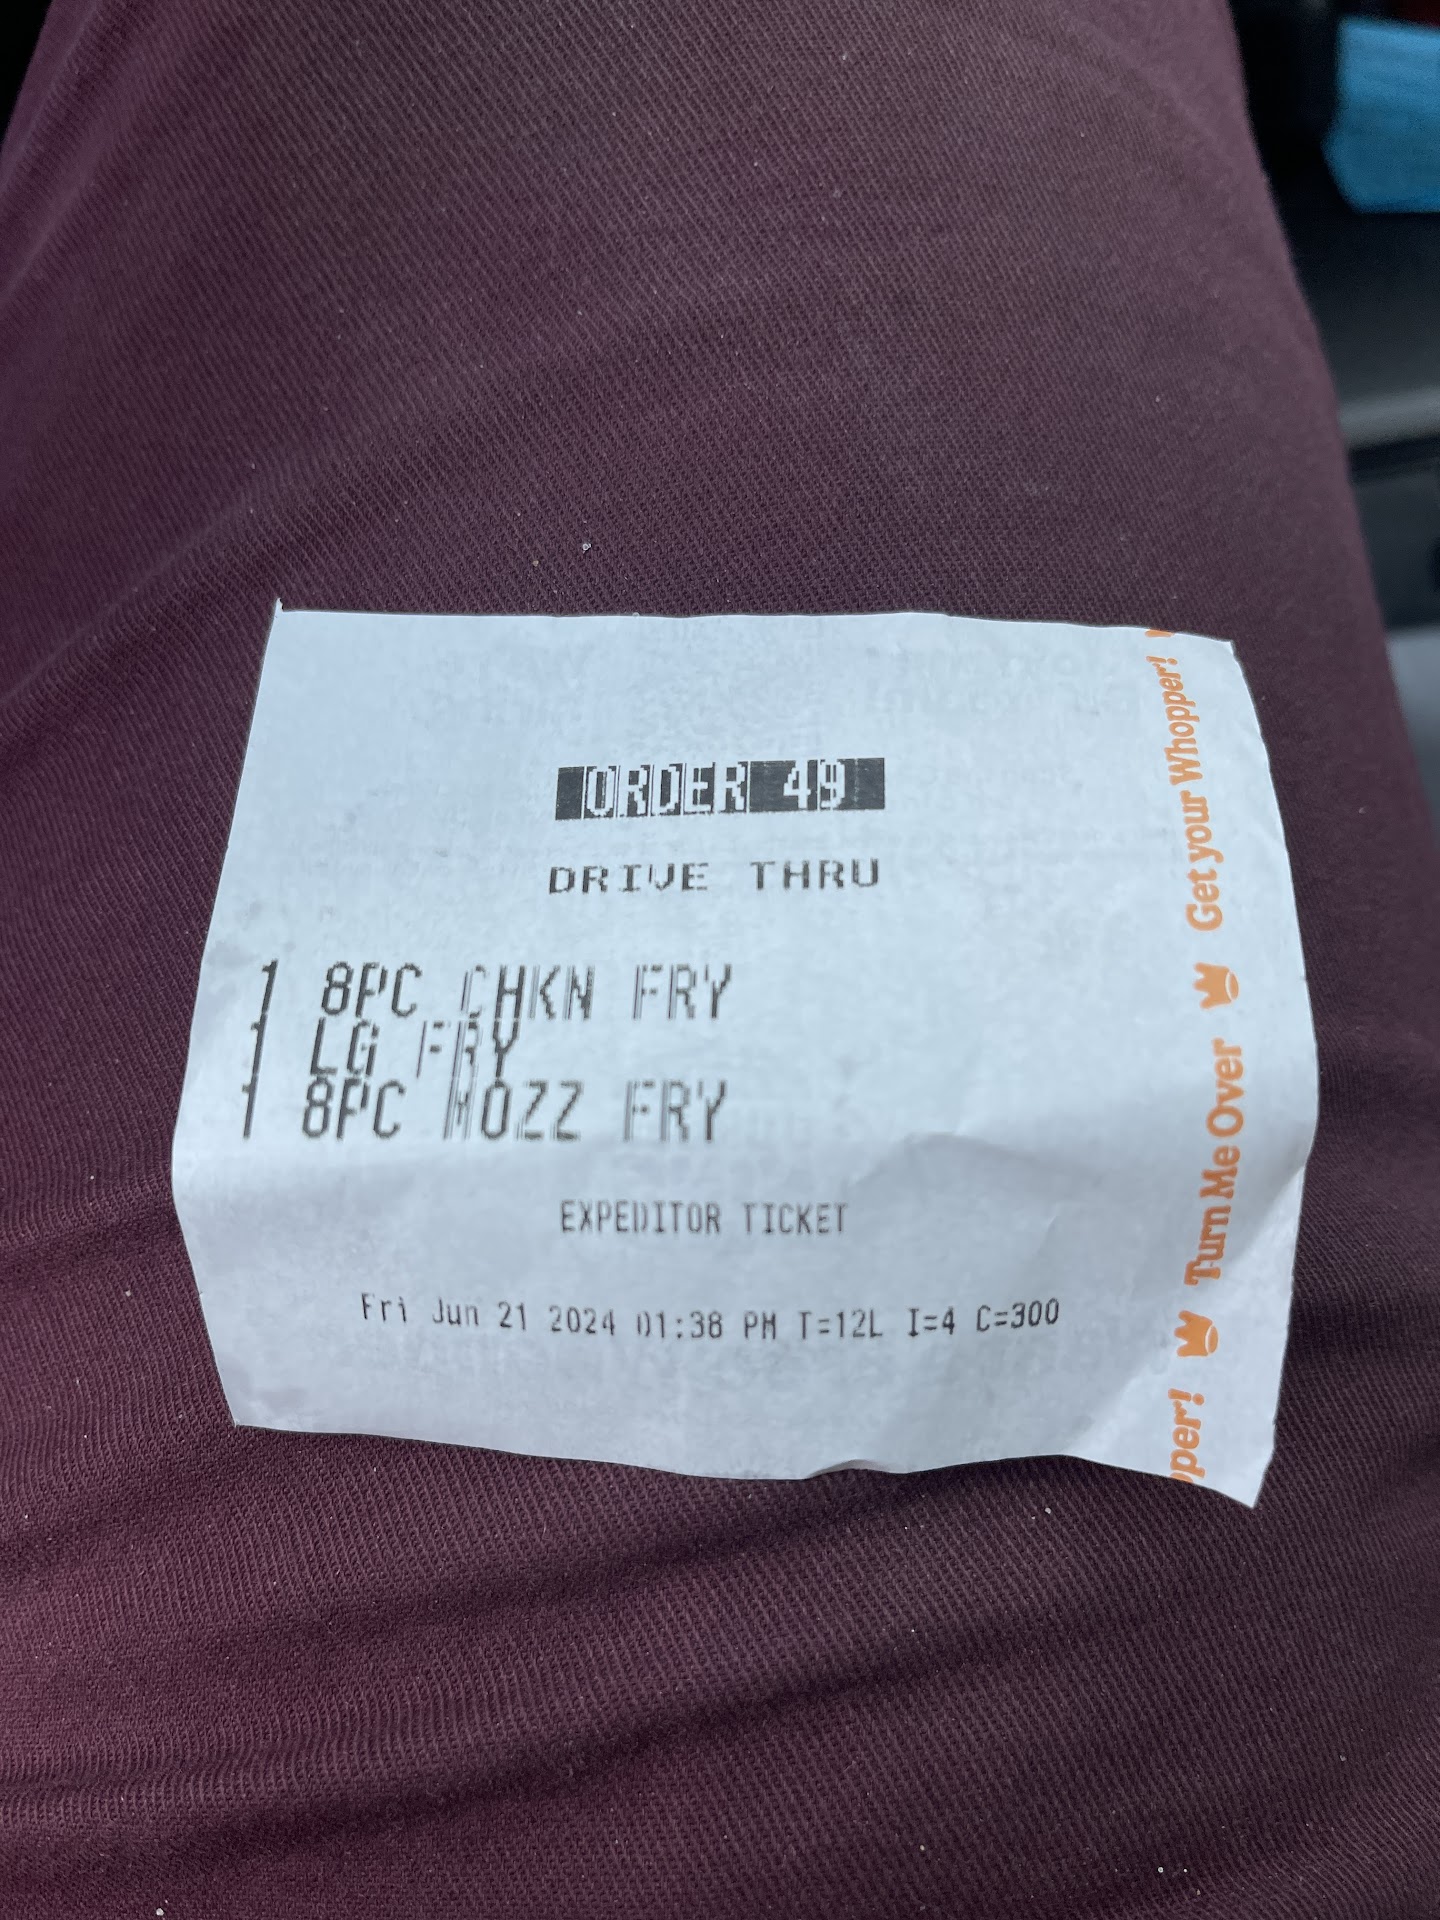 ORDER 49
DRIVE THRU
1 8PC CHKN FRY
1 LG FRY
1 8PC MOZZ FRY
EXPEDITOR TICKET
Fri Jun 21 2024 01:38 PM T=12L I=4 C=300
pper! Turn Me Over Get your Whopper!